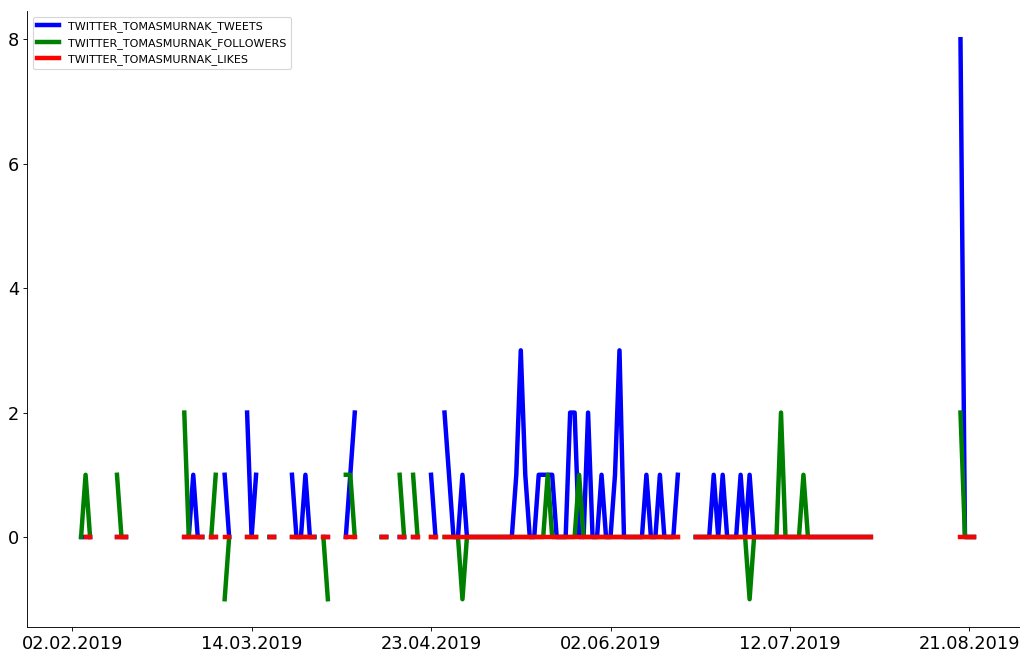 TWITTER_TOMASMURNAK_TWEETS
TWITTER_TOMASMURNAK_FOLLOWERS
TWITTER_TOMASMURNAK_LIKES
8
6
4
2
0
02.02.2019 14.03.2019 23.04.2019 02.06.2019 12.07.2019 21.08.2019